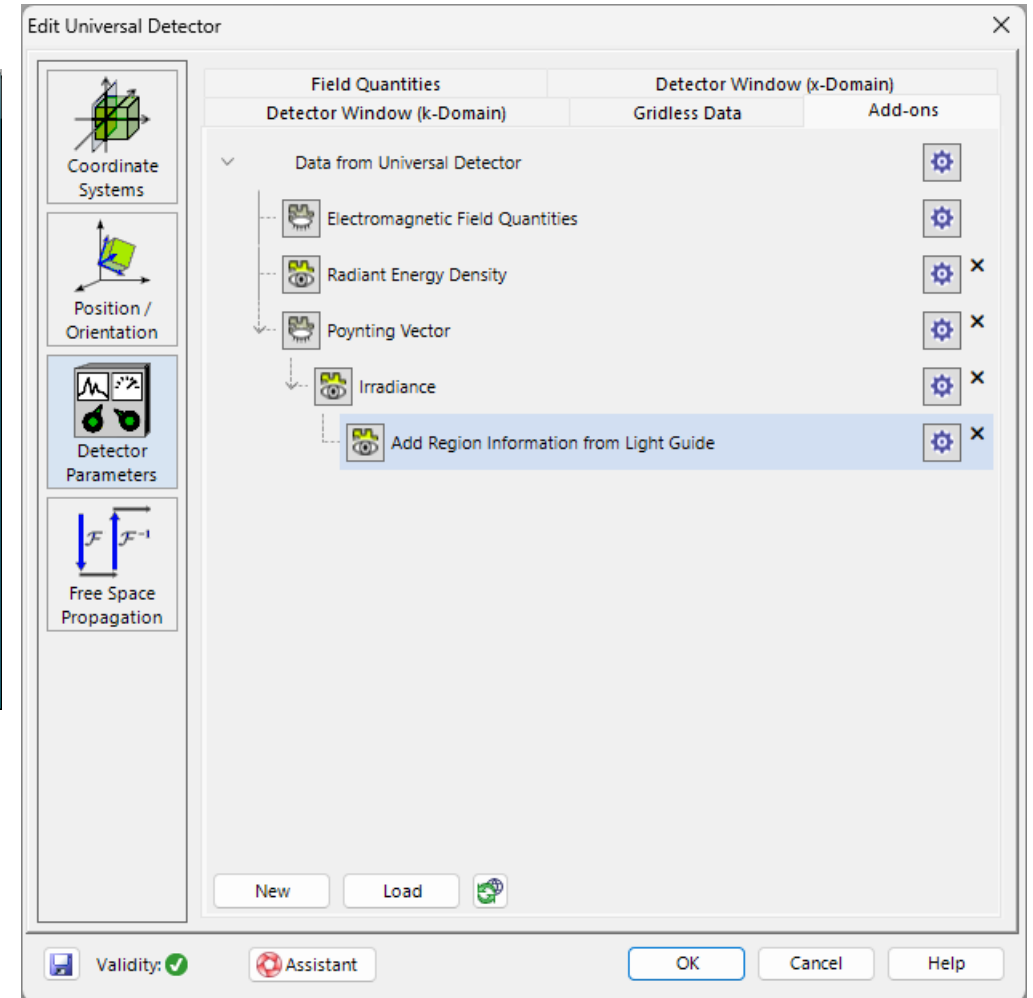 Edit Universal Detector
Coordinate
Systems
Position /
Orientation
Detector
Parameters
F F-1
Free Space
Propagation
Field Quantities
Detector Window (x-Domain)
Detector Window (k-Domain)
Gridless Data
Add-ons
Data from Universal Detector
Electromagnetic Field Quantities
Radiant Energy Density
Poynting Vector
Irradiance
Add Region Information from Light Guide
New
Load
Validity:
Assistant
OK
Cancel
Help